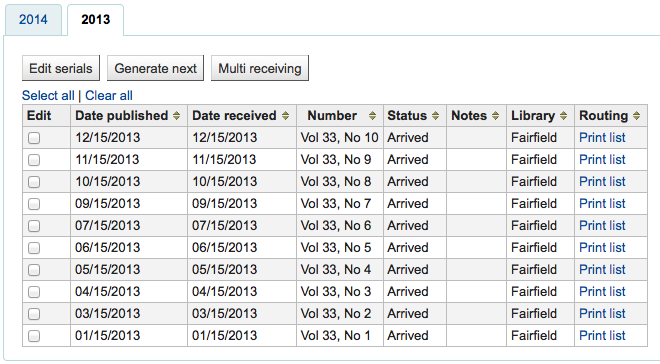 2014 2013
Edit serials Generate next Multi receiving
Select all | Clear all
Edit Date published Date received Number Status Notes Library Routing
12/15/2013 12/15/2013 Vol 33, No 10 Arrived Fairfield Print list
11/15/2013 11/15/2013 Vol 33, No 9 Arrived Fairfield Print list
10/15/2013 10/15/2013 Vol 33, No 8 Arrived Fairfield Print list
09/15/2013 09/15/2013 Vol 33, No 7 Arrived Fairfield Print list
07/15/2013 07/15/2013 Vol 33, No 6 Arrived Fairfield Print list
06/15/2013 06/15/2013 Vol 33, No 5 Arrived Fairfield Print list
05/15/2013 05/15/2013 Vol 33, No 4 Arrived Fairfield Print list
04/15/2013 04/15/2013 Vol 33, No 3 Arrived Fairfield Print list
03/15/2013 03/15/2013 Vol 33, No 2 Arrived Fairfield Print list
01/15/2013 01/15/2013 Vol 33, No 1 Arrived Fairfield Print list